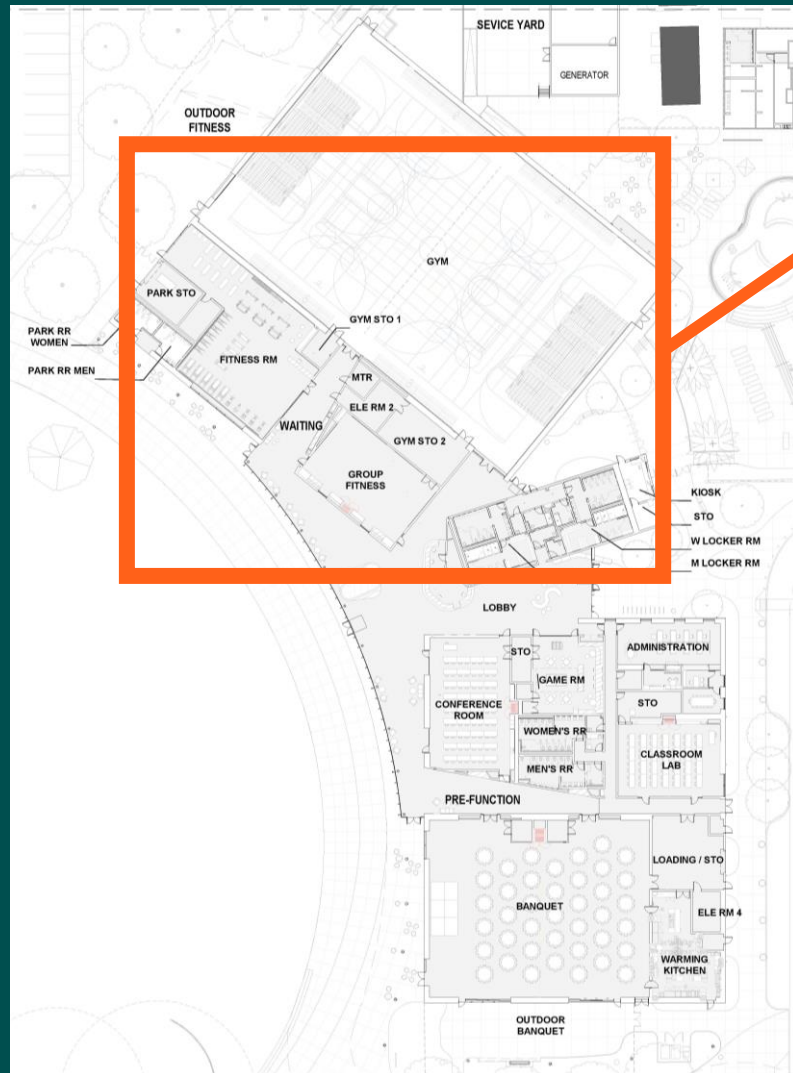 SEVICE YARD
GENERATOR
OUTDOOR
FITNESS
GYM
PARK STO
GYM STO 1
PARK RR
WOMEN
FITNESS RM
PARK RR MEN
MTR
ELE RM 2
WAITING
GYM STO 2
GROUP
FITNESS
KIOSK
STO
W LOCKER RM
M LOCKER RM
LOBBY
STO
ADMINISTRATION
GAME RM
CONFERENCE
ROOM
STO
WOMEN'S RR
CLASSROOM
LAB
MEN'S RR
PRE-FUNCTION
LOADING / STO
BANQUET
ELE RM 4
WARMING
KITCHEN
OUTDOOR
BANQUET